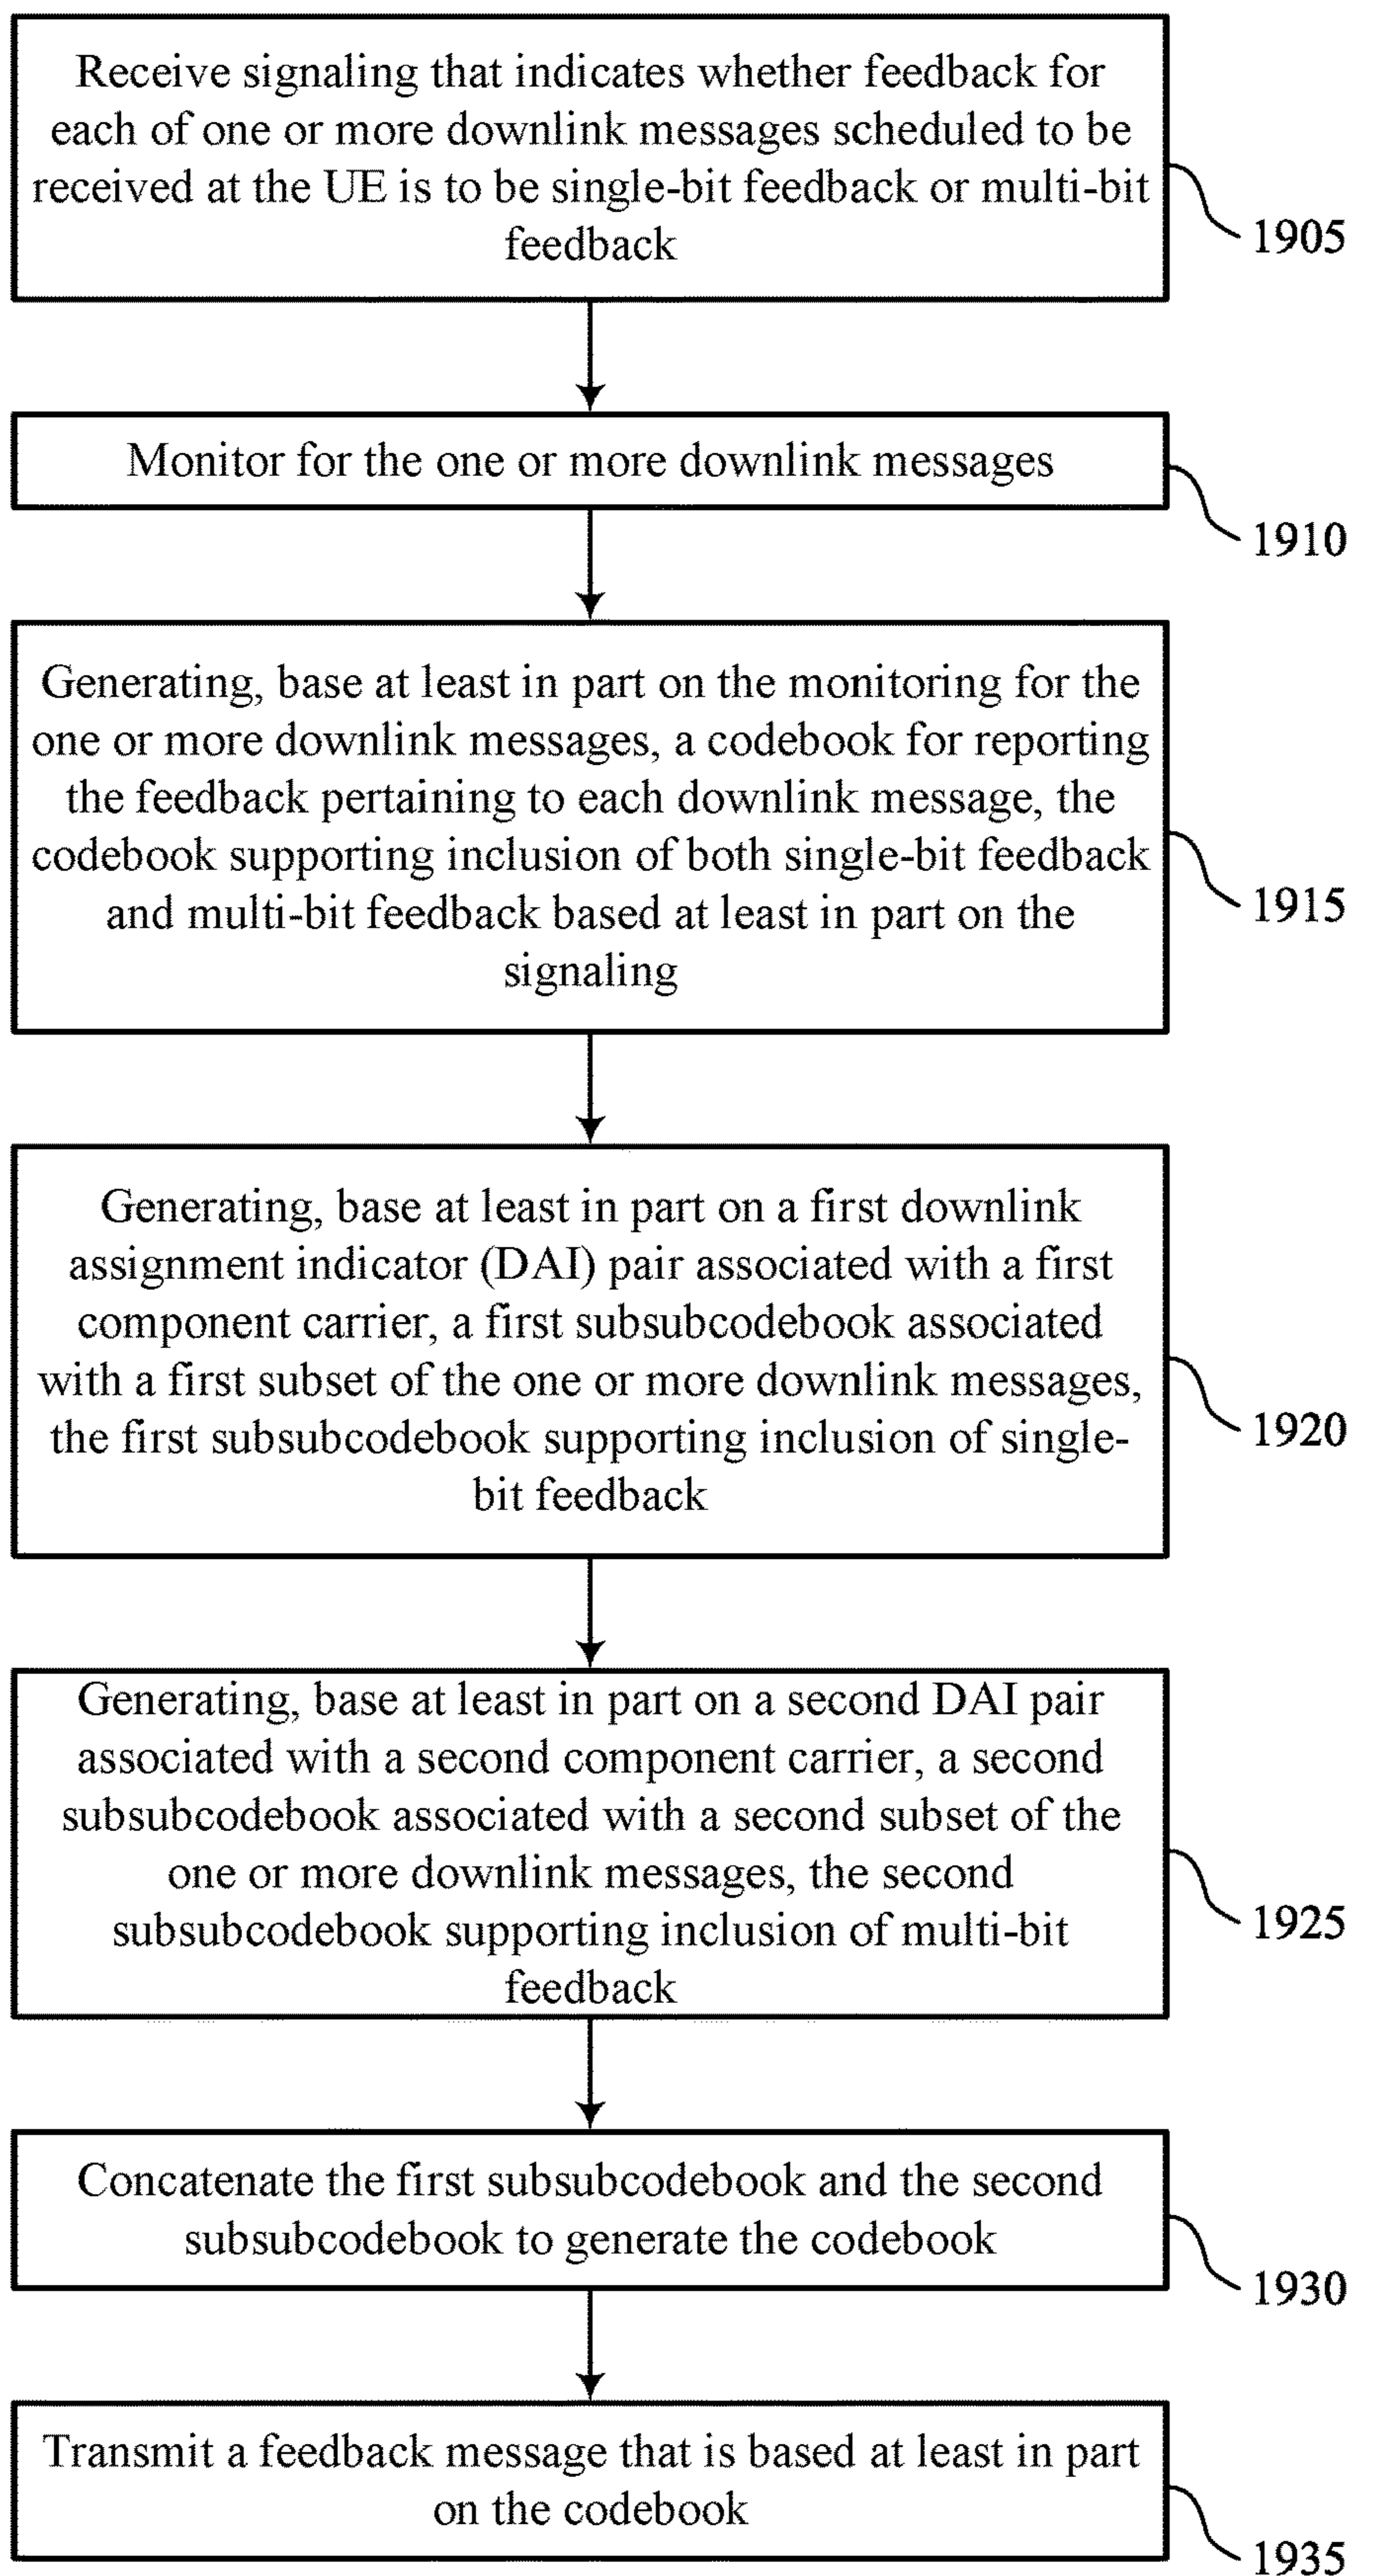 Receive signaling that indicates whether feedback for
each of one or more downlink messages scheduled to be
received at the UE is to be single-bit feedback or multi-bit
feedback
1905
Monitor for the one or more downlink messages
1910
Generating, base at least in part on the monitoring for the
one or more downlink messages, a codebook for reporting
the feedback pertaining to each downlink message, the
codebook supporting inclusion of both single-bit feedback
and multi-bit feedback based at least in part on the
signaling
1915
Generating, base at least in part on a first downlink
assignment indicator (DAI) pair associated with a first
component carrier, a first subsubcodebook associated
with a first subset of the one or more downlink messages,
the first subsubcodebook supporting inclusion of single-
bit feedback
1920
Generating, base at least in part on a second DAI pair
associated with a second component carrier, a second
subsubcodebook associated with a second subset of the
one or more downlink messages, the second
subsubcodebook supporting inclusion of multi-bit
feedback
1925
Concatenate the first subsubcodebook and the second
subsubcodebook to generate the codebook
1930
Transmit a feedback message that is based at least in part
on the codebook
1935